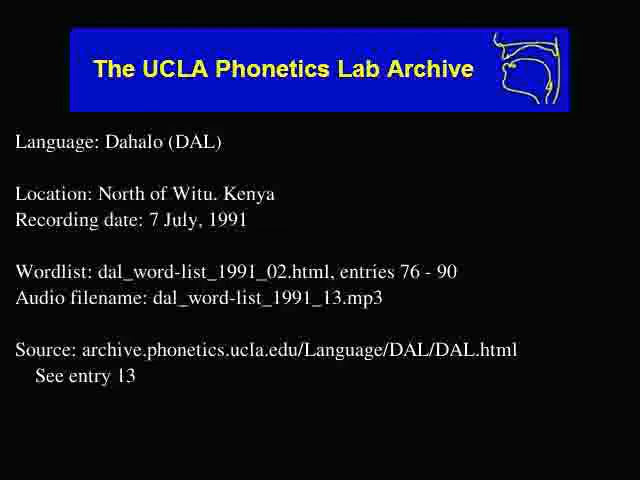 The UCLA Phonetics Lab Archive
Language: Dahalo (DAL)
Location: North of Witu. Kenya
Recording date: 7 July, 1991
Wordlist: dal_word-list_1991_02.html, entries 76 - 90
Audio filename: dal_word-list_1991_13.mp3
Source: archive.phonetics.ucla.edu/Language/DAL/DAL.html
See entry 13